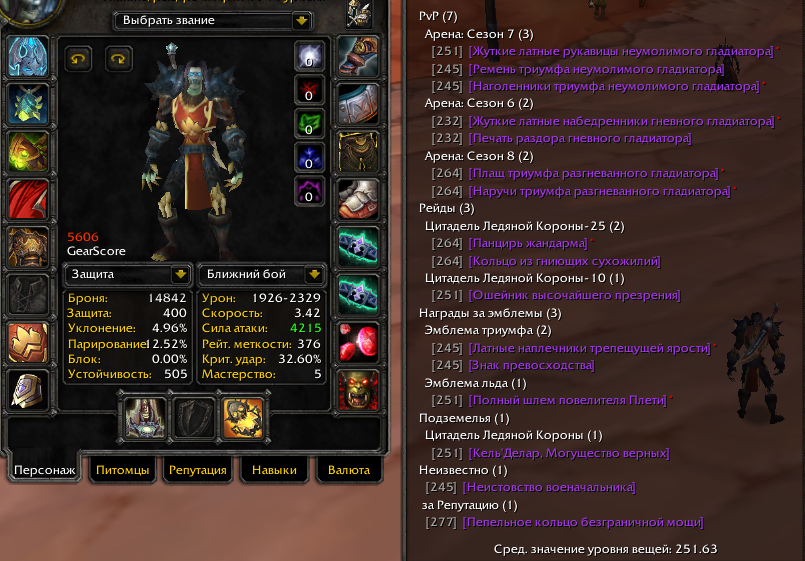 Выбрать звание
0
0
0
0
0
5606
GearScore
Защита
Броня: 14842
Защита: 400
Уклонение: 4.96%
Парирование: 12.52%
Блок: 0.00%
Устойчивость: 505
Ближний бой
Урон: 1926-2329
Скорость: 3.42
Сила атаки: 4215
Рейт. меткости: 376
Крит. удар: 32.60%
Мастерство: 5
Персонаж
Питомцы
Репутация
Навыки
Валюта
PvP (7)
Арена: Сезон 7 (3)
[251] [Жуткие латные рукавицы неумолимого гладиатора]*
[245] [Ремень триумфа неумолимого гладиатора]
[245] [Наголенники триумфа неумолимого гладиатора]*
Арена: Сезон 6 (2)
[232] [Жуткие латные набедренники гневного гладиатора]*
[232] [Печать раздора гневного гладиатора]
Арена: Сезон 8 (2)
[264] [Плащ триумфа разгневанного гладиатора]*
[264] [Наручи триумфа разгневанного гладиатора]*
Рейды (3)
Цитадель Ледяной Короны-25 (2)
[264] [Панцирь жандарма]*
[264] [Кольцо из гниющих сухожилий]
Цитадель Ледяной Короны-10 (1)
[251] [Ошейник высочайшего презрения]
Награды за эмблемы (3)
Эмблема триумфа (2)
[245] [Латные наплечники трепещущей ярости]*
[245] [Знак превосходства]
Эмблема льда (1)
[251] [Полный шлем повелителя Плети]*
Подземелья (1)
Цитадель Ледяной Короны (1)
[251] [Кель'Делар, Могущество верных]
Неизвестно (1)
[245] [Неистовство военачальника]
за Репутацию (1)
[277] [Пепельное кольцо безграничной мощи]
Сред. значение уровня вещей: 251.63